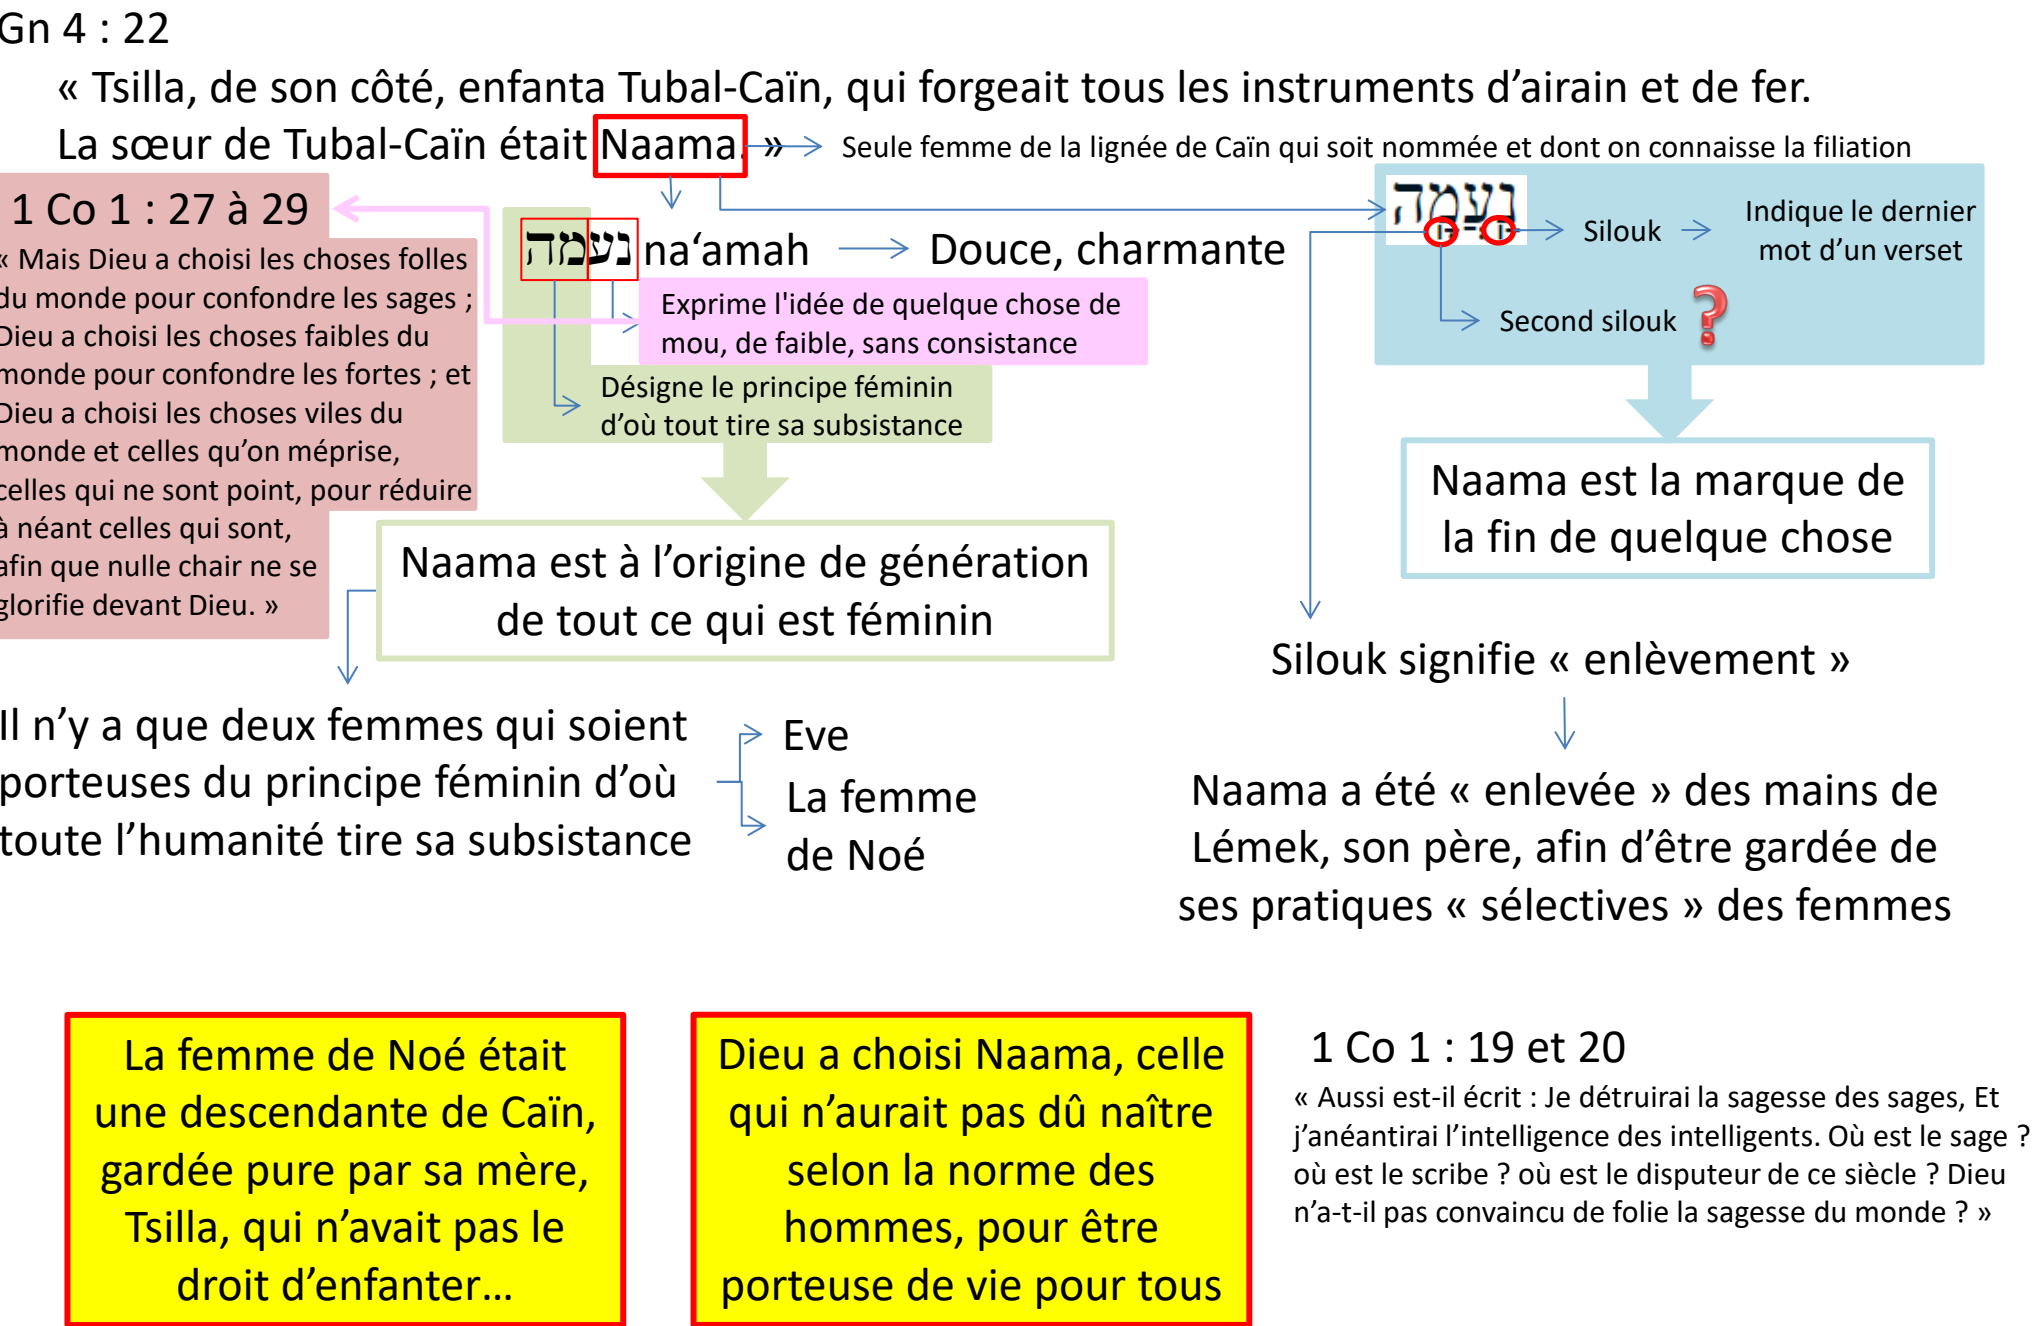 Gn 4 : 22
« Tsilla, de son côté, enfanta Tubal-Caïn, qui forgeait tous les instruments d’airain et de fer.
La sœur de Tubal-Caïn était Naama. »
Seule femme de la lignée de Caïn qui soit nommée et dont on connaisse la filiation
1 Co 1 : 27 à 29
« Mais Dieu a choisi les choses folles
du monde pour confondre les sages ;
Dieu a choisi les choses faibles du
monde pour confondre les fortes ; et
Dieu a choisi les choses viles du
monde et celles qu’on méprise,
celles qui ne sont point, pour réduire
à néant celles qui sont,
afin que nulle chair ne se
glorifie devant Dieu. »
נעמה na‘amah
Douce, charmante
Exprime l'idée de quelque chose de
mou, de faible, sans consistance
Désigne le principe féminin
d’où tout tire sa subsistance
Naama est à l’origine de génération
de tout ce qui est féminin
Il n’y a que deux femmes qui soient
porteuses du principe féminin d’où
toute l’humanité tire sa subsistance
Eve
La femme
de Noé
נַֽעֲמָֽה
Silouk
Indique le dernier
mot d’un verset
Second silouk
?
Naama est la marque de
la fin de quelque chose
Silouk signifie « enlèvement »
Naama a été « enlevée » des mains de
Lémek, son père, afin d’être gardée de
ses pratiques « sélectives » des femmes
La femme de Noé était
une descendante de Caïn,
gardée pure par sa mère,
Tsilla, qui n’avait pas le
droit d’enfanter…
Dieu a choisi Naama, celle
qui n’aurait pas dû naître
selon la norme des
hommes, pour être
porteuse de vie pour tous
1 Co 1 : 19 et 20
« Aussi est-il écrit : Je détruirai la sagesse des sages, Et
j’anéantirai l’intelligence des intelligents. Où est le sage ?
où est le scribe ? où est le disputeur de ce siècle ? Dieu
n’a-t-il pas convaincu de folie la sagesse du monde ? »